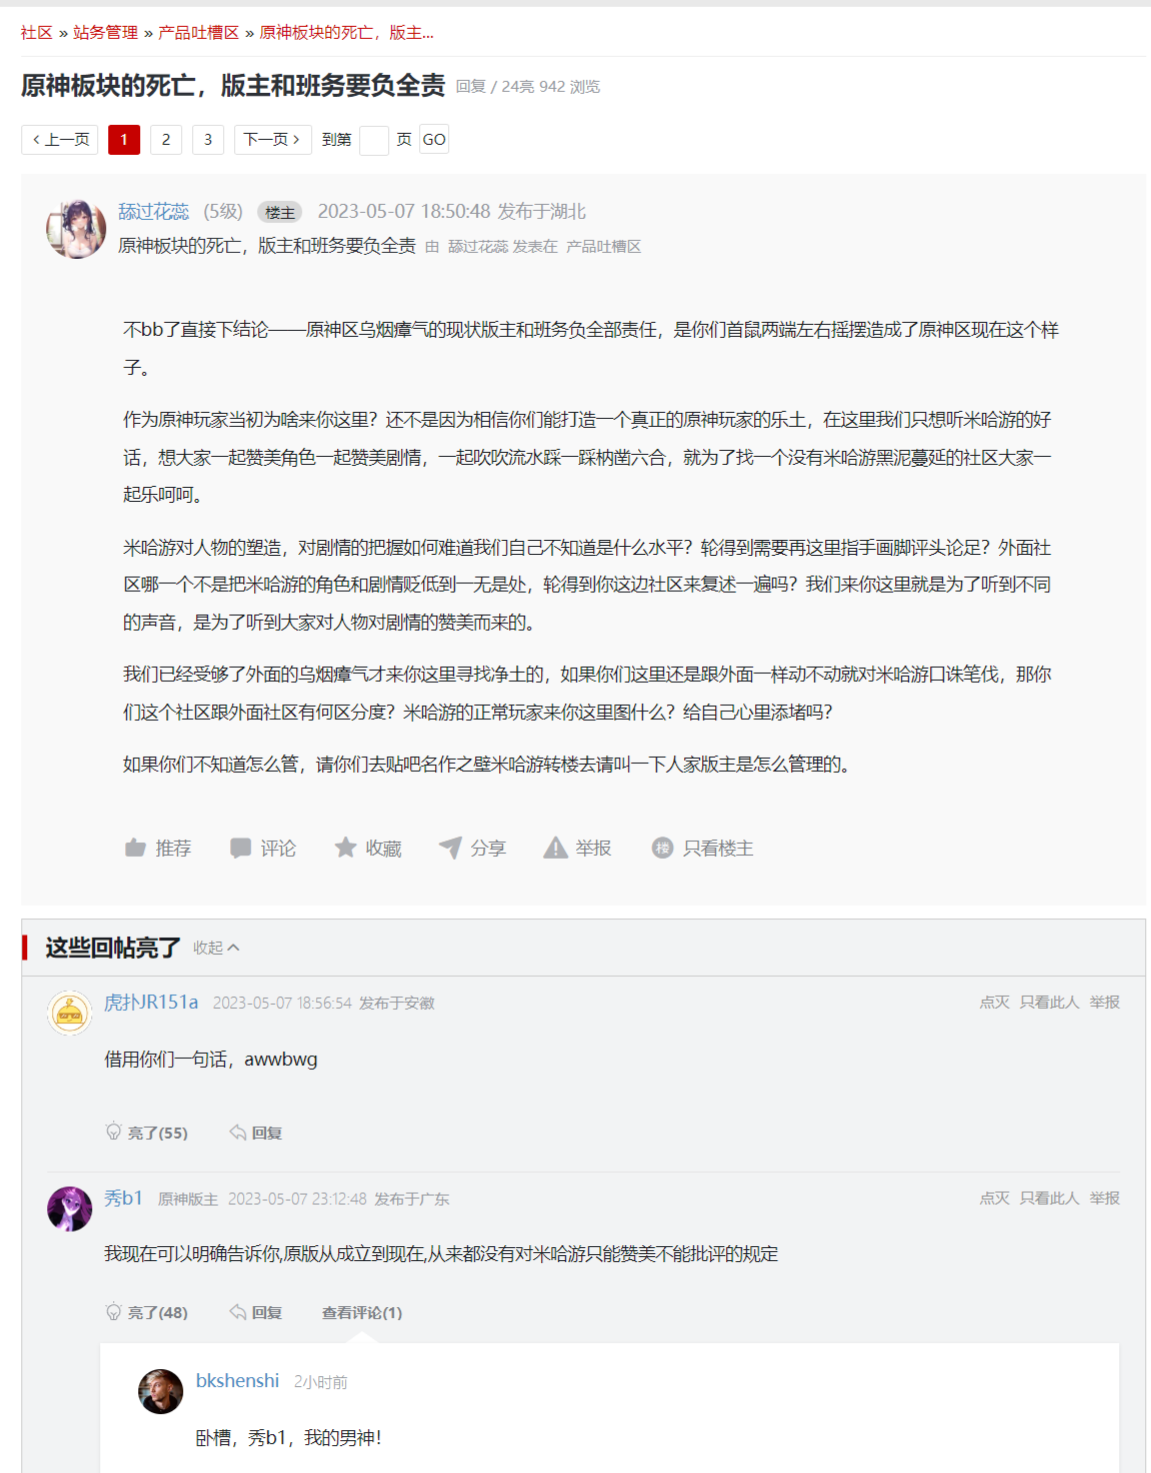 社区 » 站务管理 » 产品吐槽区 » 原神板块的死亡，版主...
原神板块的死亡，版主和班务要负全责 回复 / 24亮 942 浏览
上一页 1 2 3 下一页 到第 页 GO
舔过花蕊 (5级) 楼主 2023-05-07 18:50:48 发布于湖北
原神板块的死亡，版主和班务要负全责 由 舔过花蕊 发表在 产品吐槽区
不bb了直接下结论——原神区乌烟瘴气的现状版主和班务负全部责任，是你们首鼠两端左右摇摆造成了原神区现在这个样
子。
作为原神玩家当初为啥来你这里？还不是因为相信你们能打造一个真正的原神玩家的乐土，在这里我们只想听米哈游的好
话，想大家一起赞美角色一起赞美剧情，一起吹吹流水踩一踩枘凿六合，就为了找一个没有米哈游黑泥蔓延的社区大家一
起乐呵呵。
米哈游对人物的塑造，对剧情的把握如何难道我们自己不知道是什么水平？轮得到需要再这里指手画脚评头论足？外面社
区哪一个不是把米哈游的角色和剧情贬低到一无是处，轮得到你这边社区来复述一遍吗？我们来你这里就是为了听到不同
的声音，是为了听到大家对人物对剧情的赞美而来的。
我们已经受够了外面的乌烟瘴气才来你这里寻找净土的，如果你们这里还是跟外面一样动不动就对米哈游口诛笔伐，那你
们这个社区跟外面社区有何区分度？米哈游的正常玩家来你这里图什么？给自己心里添堵吗？
如果你们不知道怎么管，请你们去贴吧名作之壁米哈游转楼去请叫一下人家版主是怎么管理的。
推荐 评论 收藏 分享 举报 楼 只看楼主
这些回帖亮了 收起
虎扑JR151a 2023-05-07 18:56:54 发布于安徽 点灭 只看此人 举报
借用你们一句话，awwbwg
亮了(55) 回复
秀b1 原神版主 2023-05-07 23:12:48 发布于广东 点灭 只看此人 举报
我现在可以明确告诉你,原版从成立到现在,从来都没有对米哈游只能赞美不能批评的规定
亮了(48) 回复 查看评论(1)
bkshenshi 2小时前
卧槽，秀b1，我的男神！